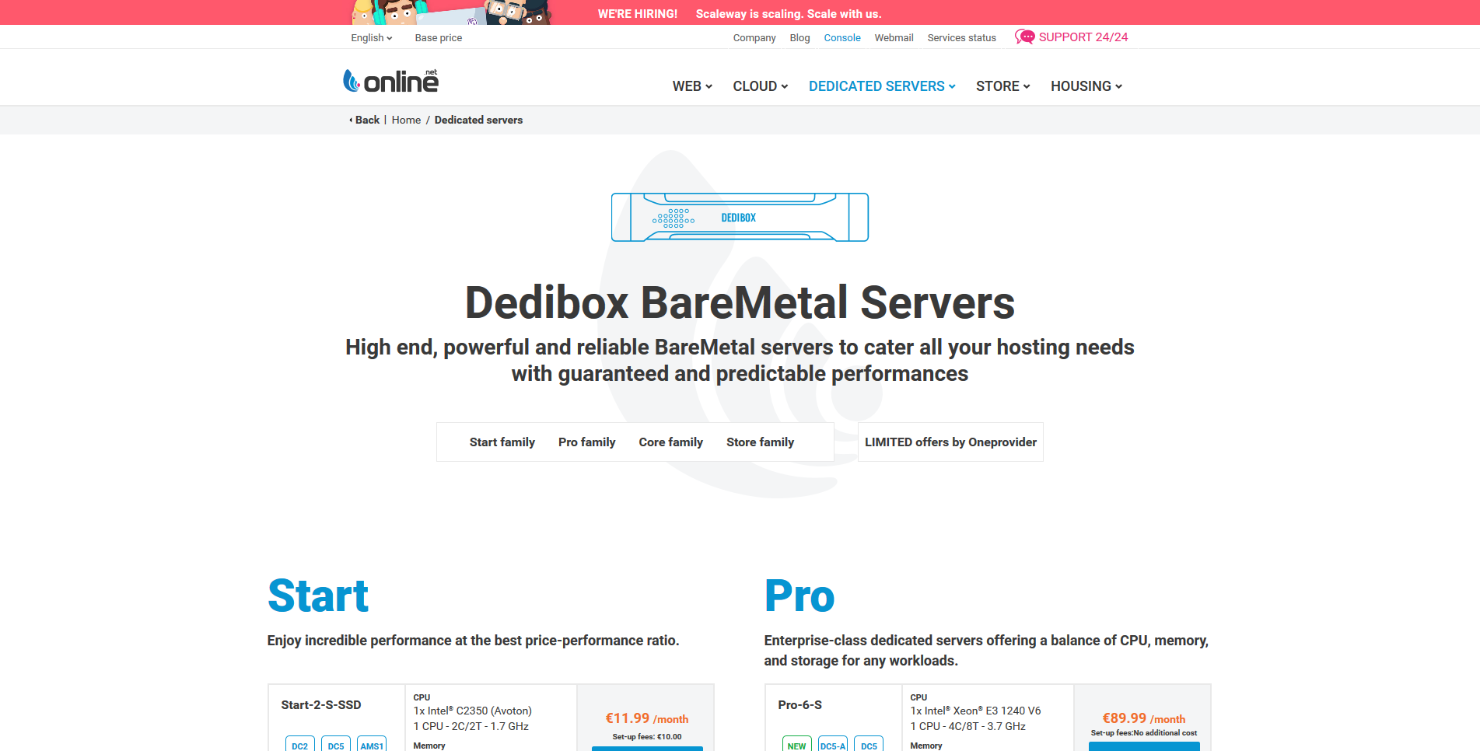 WE'RE HIRING! Scaleway is scaling. Scale with us.
English Base price Company Blog Console Webmail Services status SUPPORT 24/24
online.net WEB CLOUD DEDICATED SERVERS STORE HOUSING
Back | Home / Dedicated servers
DEDIBOX
Dedibox BareMetal Servers
High end, powerful and reliable BareMetal servers to cater all your hosting needs
with guaranteed and predictable performances
Start family Pro family Core family Store family LIMITED offers by Oneprovider
Start
Enjoy incredible performance at the best price-performance ratio.
Start-2-S-SSD
DC2 DC5 AMS1
CPU
1x Intel® C2350 (Avoton)
1 CPU - 2C/2T - 1.7 GHz
Memory
€11.99 /month
Set-up fees: €10.00
Pro
Enterprise-class dedicated servers offering a balance of CPU, memory,
and storage for any workloads.
Pro-6-S
NEW DC5-A DC5
CPU
1x Intel® Xeon® E3 1240 V6
1 CPU - 4C/8T - 3.7 GHz
Memory
€89.99 /month
Set-up fees:No additional cost